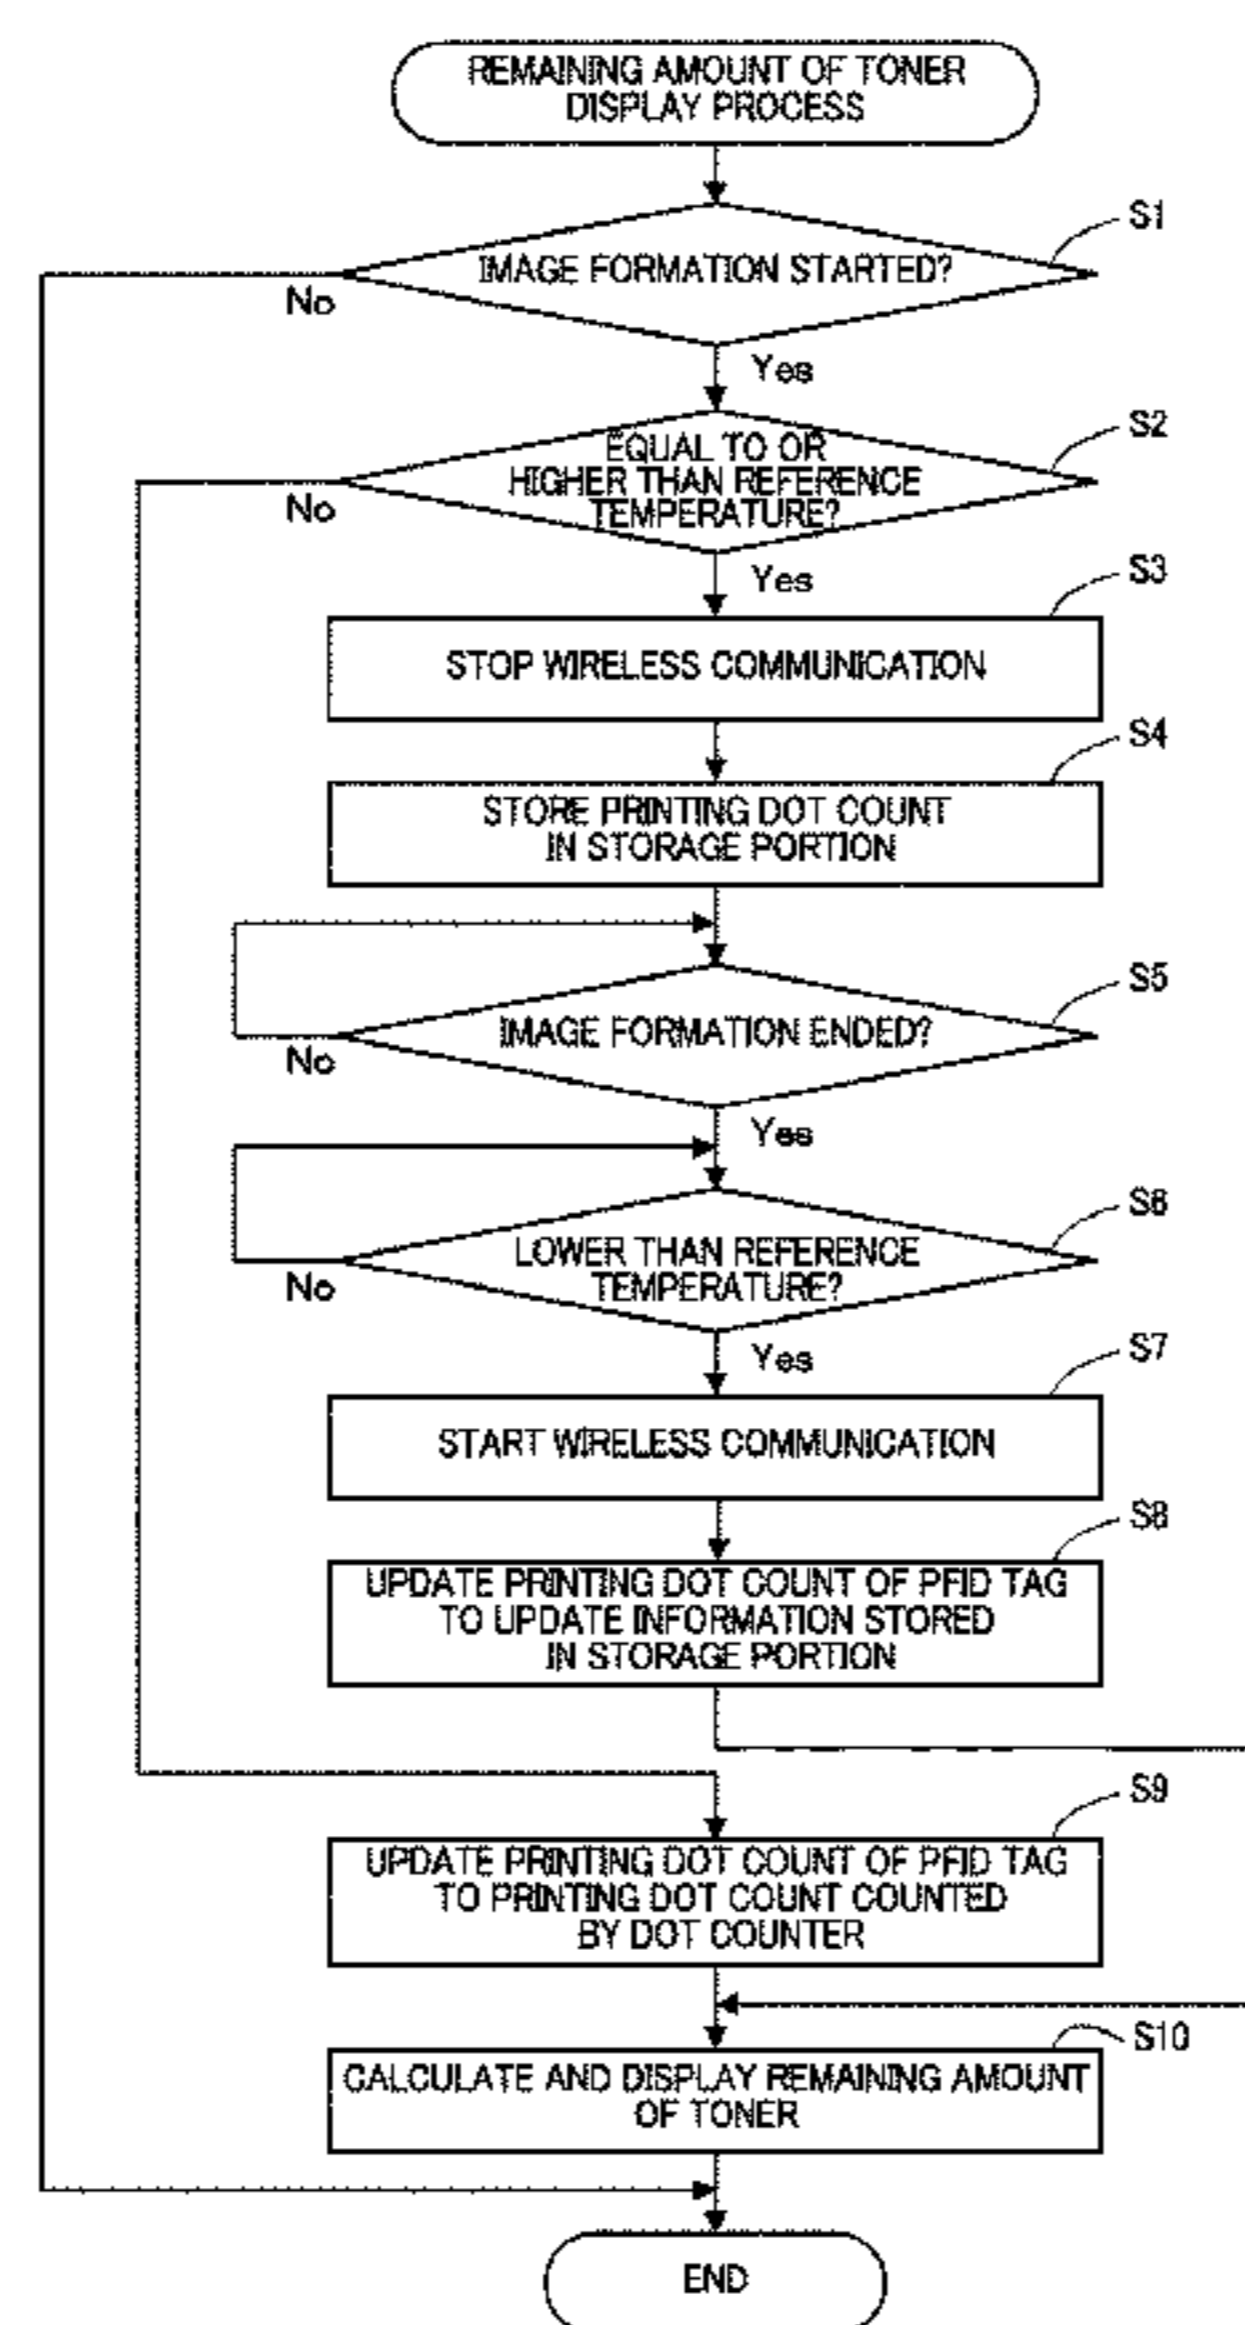 REMAINING AMOUNT OF TONER
DISPLAY PROCESS
S1
IMAGE FORMATION STARTED?
No
Yes
S2
EQUAL TO OR
HIGHER THAN REFERENCE
TEMPERATURE?
No
Yes
S3
STOP WIRELESS COMMUNICATION
S4
STORE PRINTING DOT COUNT
IN STORAGE PORTION
S5
IMAGE FORMATION ENDED?
No
Yes
S6
LOWER THAN REFERENCE
TEMPERATURE?
No
Yes
S7
START WIRELESS COMMUNICATION
S8
UPDATE PRINTING DOT COUNT OF PFID TAG
TO UPDATE INFORMATION STORED
IN STORAGE PORTION
S9
UPDATE PRINTING DOT COUNT OF PFID TAG
TO PRINTING DOT COUNT COUNTED
BY DOT COUNTER
S10
CALCULATE AND DISPLAY REMAINING AMOUNT
OF TONER
END